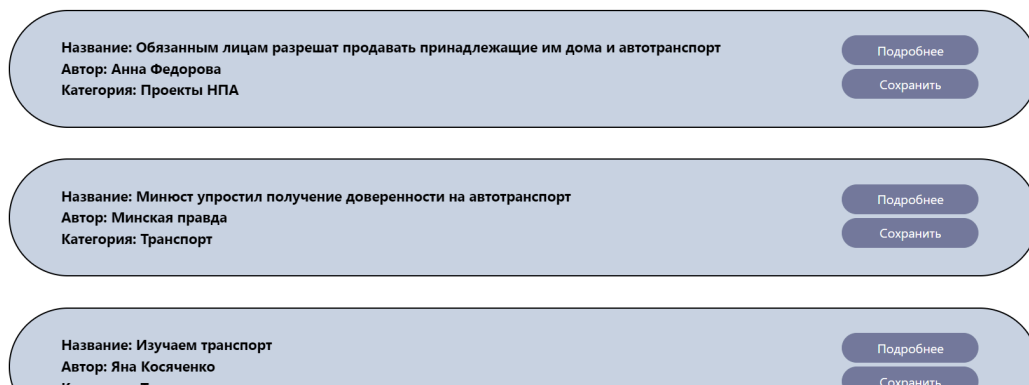 Название: Обязанным лицам разрешат продавать принадлежащие им дома и автотранспорт
Автор: Анна Федорова
Категория: Проекты НПА
Подробнее
Сохранить
Название: Минюст упростил получение доверенности на автотранспорт
Автор: Минская правда
Категория: Транспорт
Подробнее
Сохранить
Название: Изучаем транспорт
Автор: Яна Косяченко
Подробнее
Сохранить